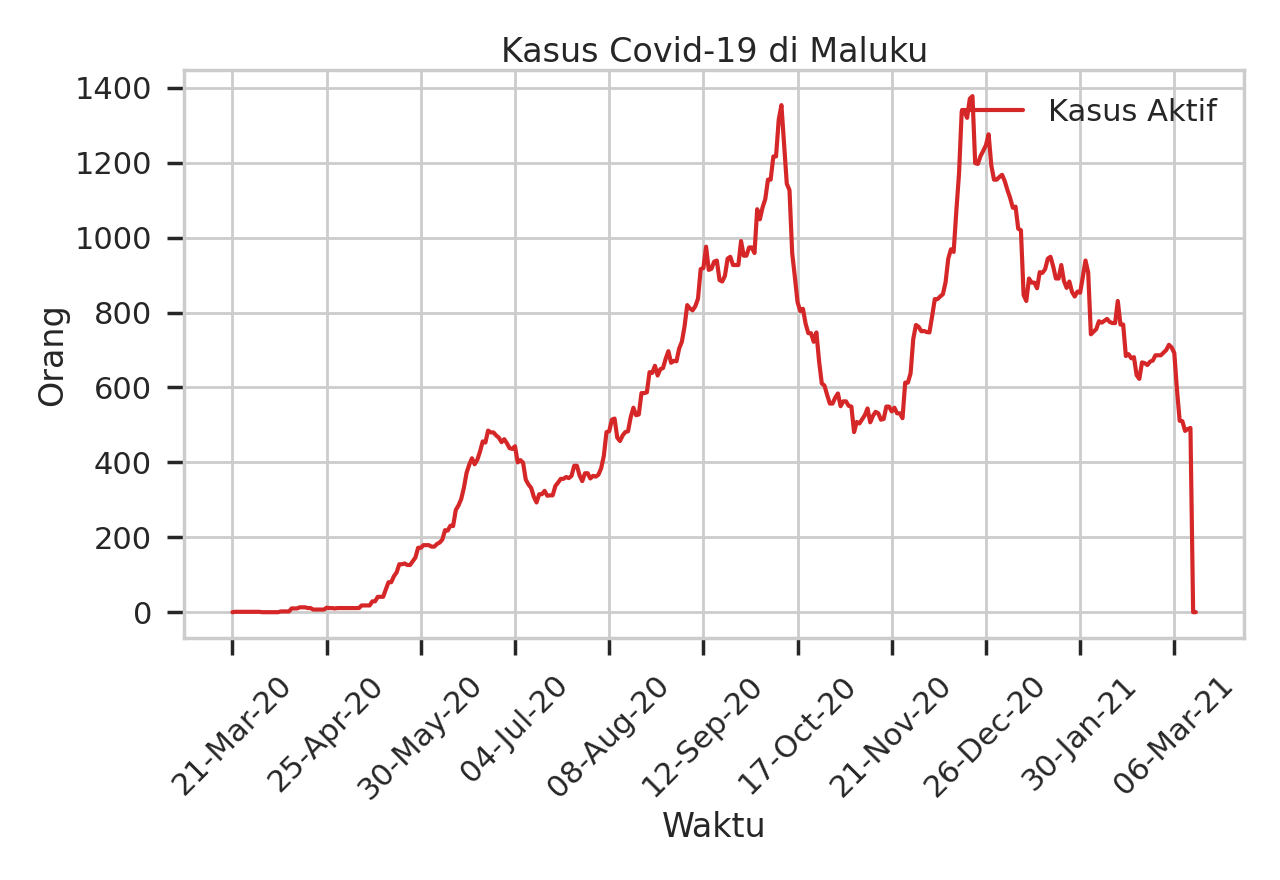 Kasus Covid-19 di Maluku
Kasus Aktif
1400
1200
1000
800
600
400
200
0
Orang
21-Mar-20
25-Apr-20
30-May-20
04-Jul-20
08-Aug-20
12-Sep-20
17-Oct-20
21-Nov-20
26-Dec-20
30-Jan-21
06-Mar-21
Waktu